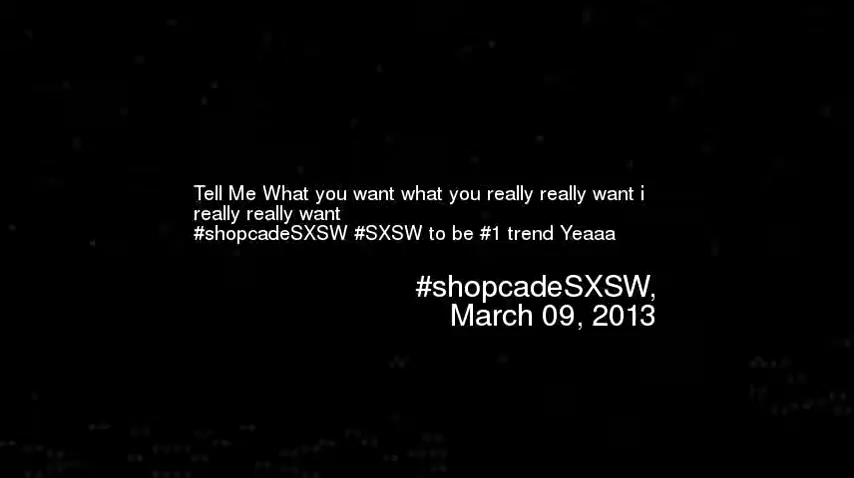 Tell Me What you want what you really really want i
really really want
#shopcadeSXSW #SXSW to be #1 trend Yeaaa
#shopcadeSXSW,
March 09, 2013